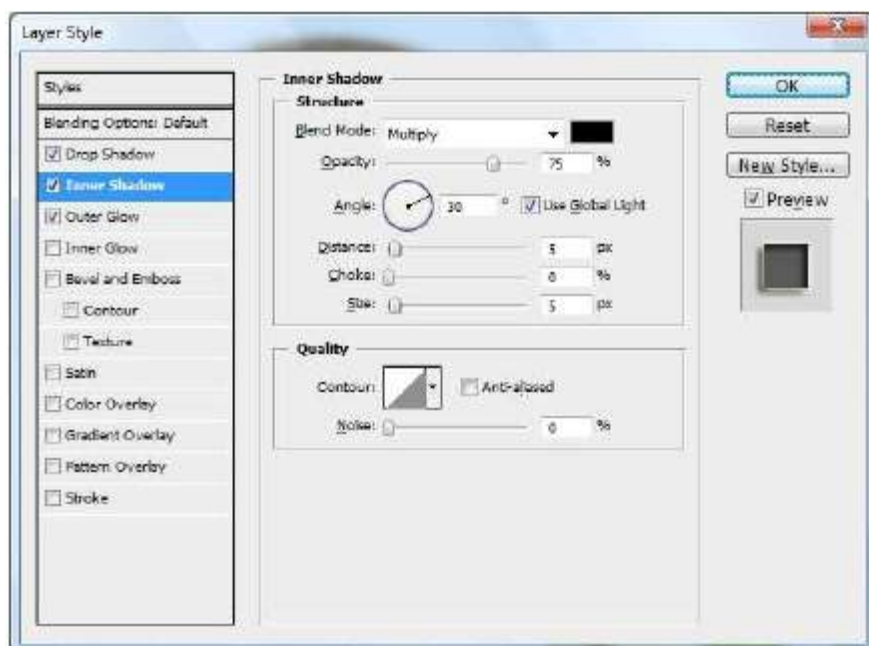 Layer Style
Styles
Blending Options: Default
Drop Shadow
Inner Shadow
Outer Glow
Inner Glow
Bevel and Emboss
Contour
Texture
Satin
Color Overlay
Gradient Overlay
Pattern Overlay
Stroke
Inner Shadow
Structure
Blend Mode: Multiply
Opacity: 75 %
Angle: 30 ° Use Global Light
Distance: 5 px
Choke: 0 %
Size: 5 px
Quality
Contour: Anti-aliased
Noise: 0 %
OK
Reset
New Style...
Preview